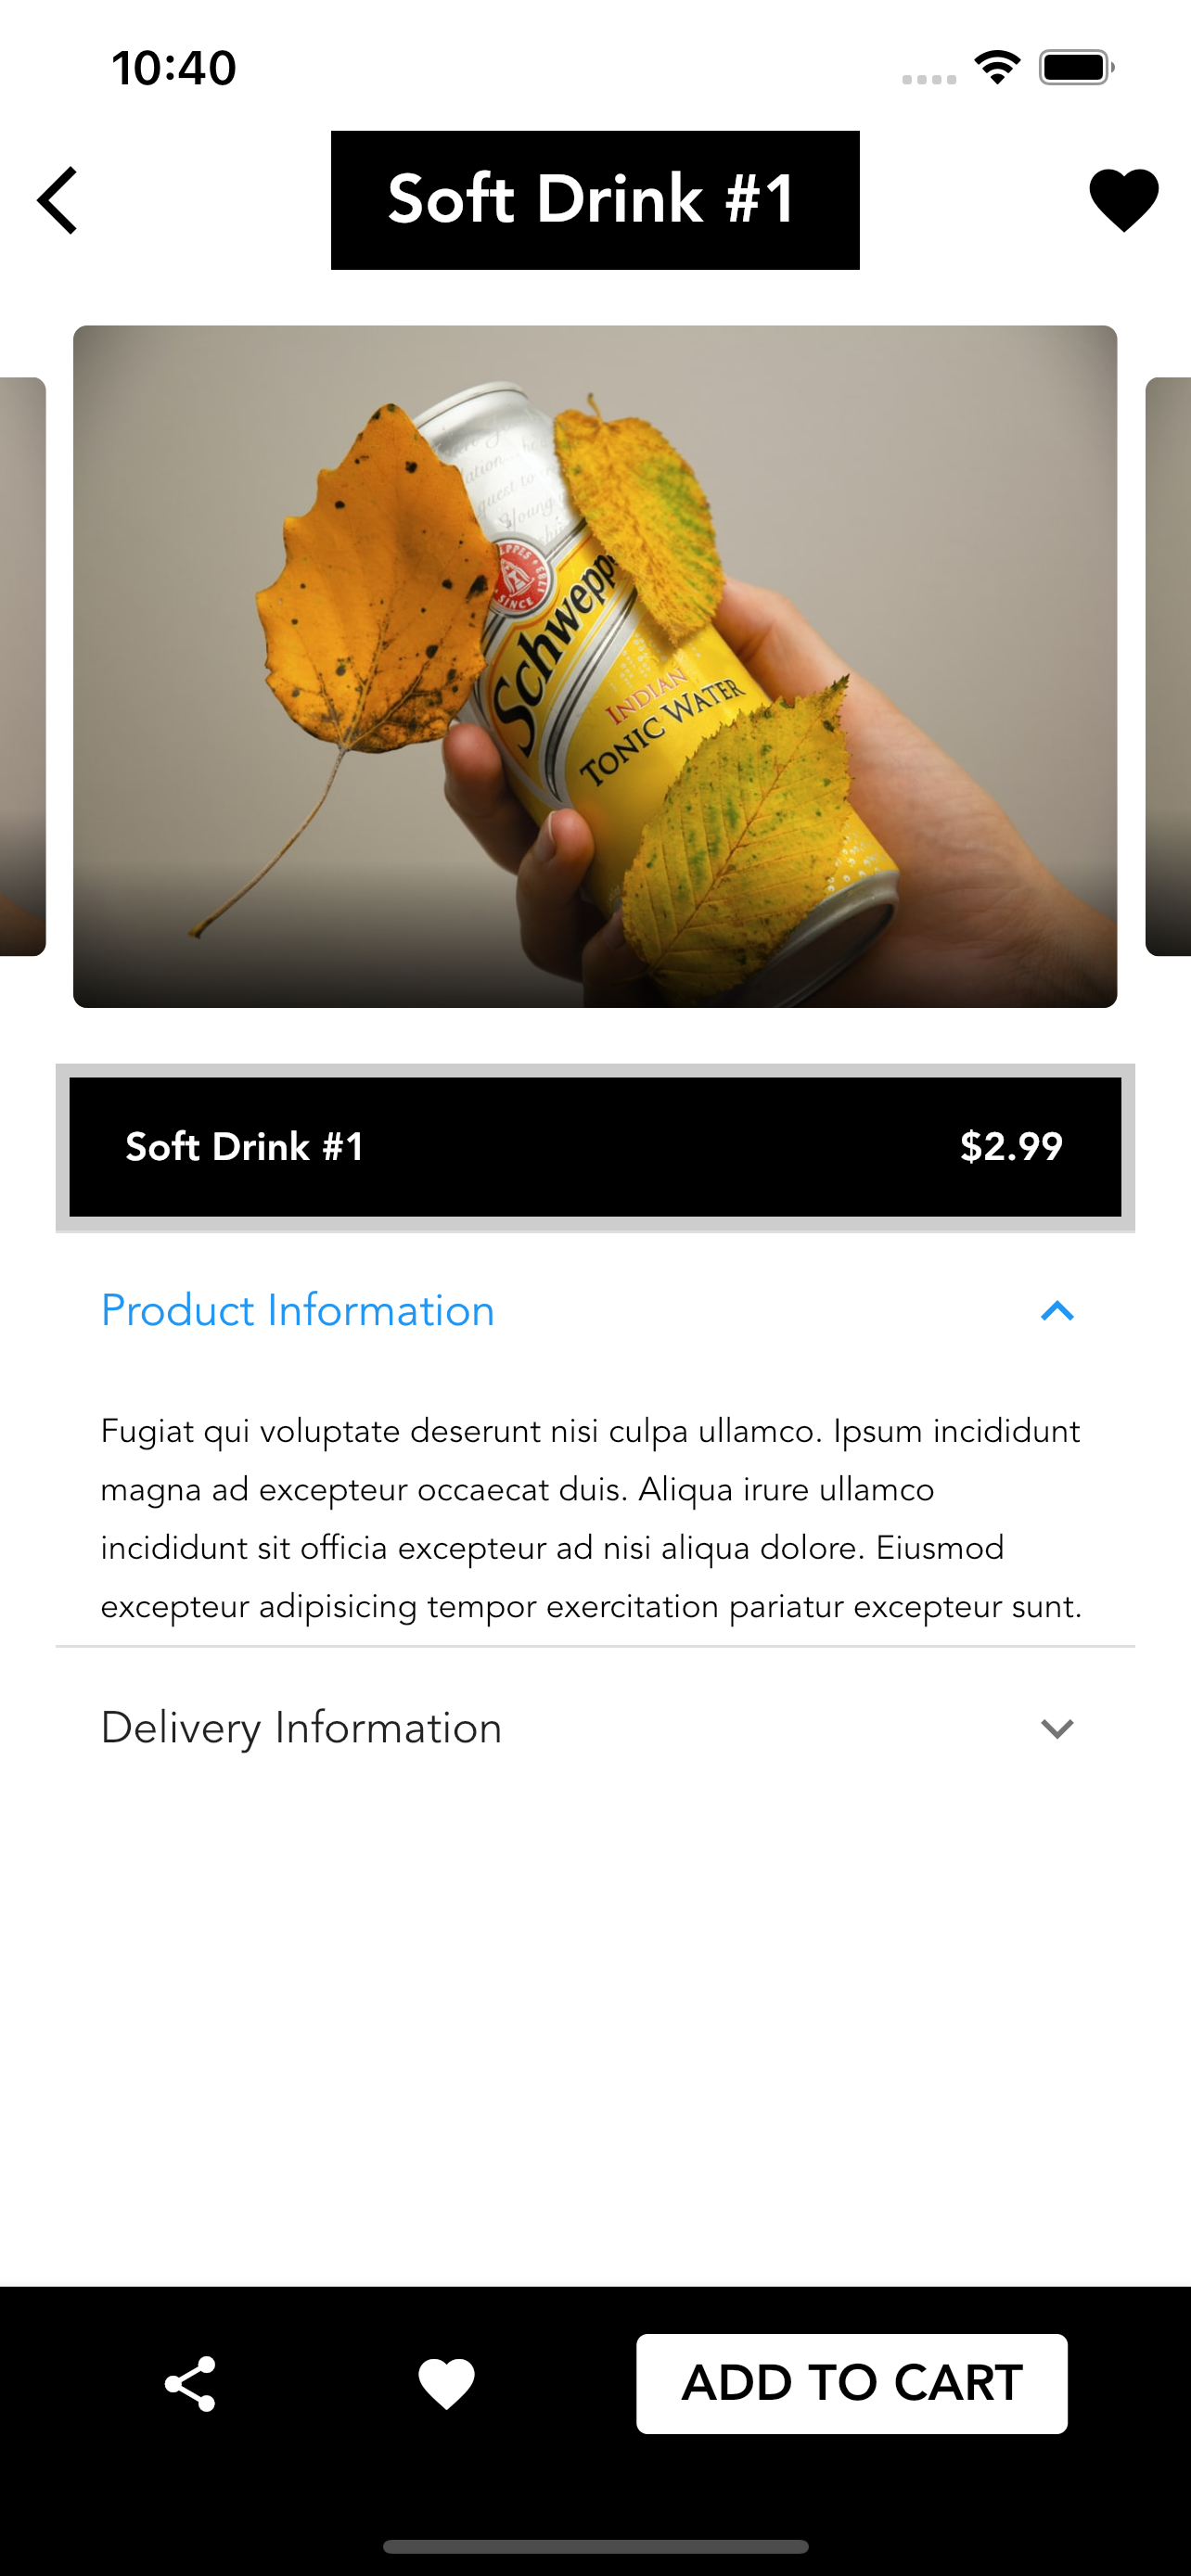 10:40
Soft Drink #1
Schwepp
INDIAN
TONIC WATER
SINCE
Soft Drink #1
$2.99
Product Information
Fugiat qui voluptate deserunt nisi culpa ullamco. Ipsum incididunt
magna ad excepteur occaecat duis. Aliqua irure ullamco
incididunt sit officia excepteur ad nisi aliqua dolore. Eiusmod
excepteur adipisicing tempor exercitation pariatur excepteur sunt.
Delivery Information
ADD TO CART